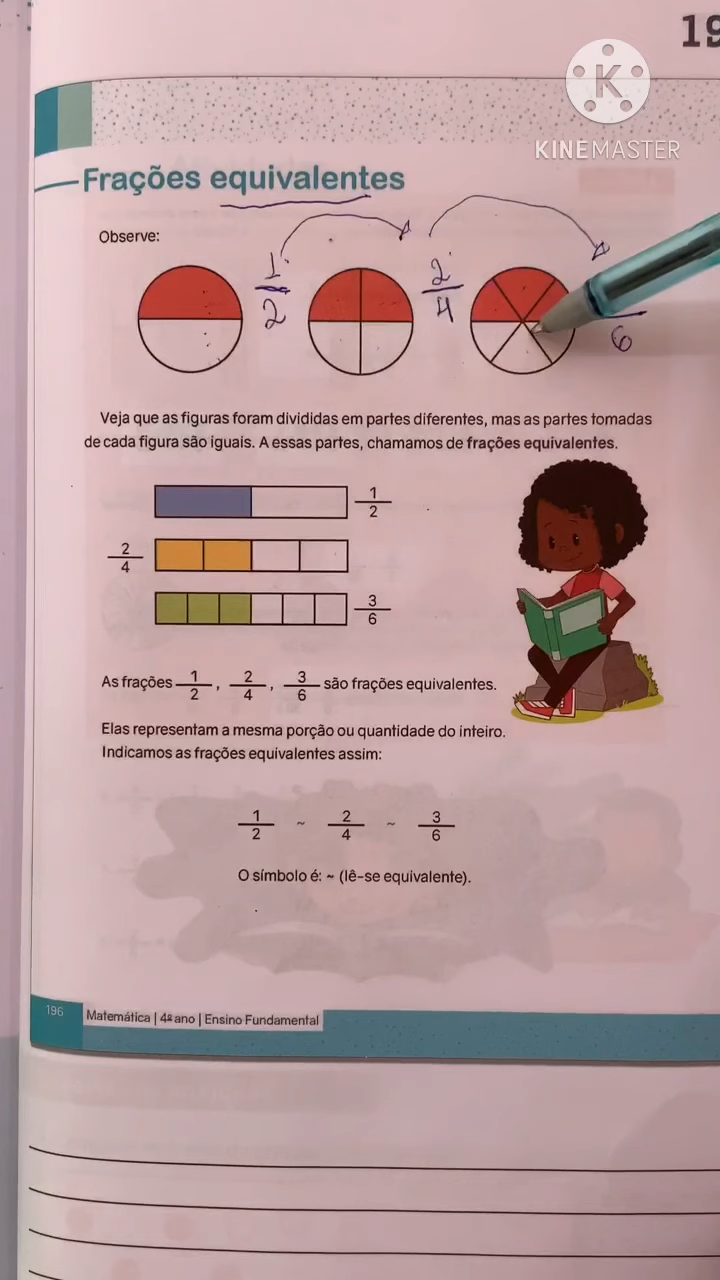 19
K
KINEMASTER
Frações equivalentes
Observe:
1
2
2
4
6
Veja que as figuras foram divididas em partes diferentes, mas as partes tomadas
de cada figura são iguais. A essas partes, chamamos de frações equivalentes.
1
2
2
4
3
6
As frações 1/2, 2/4, 3/6 são frações equivalentes.
Elas representam a mesma porção ou quantidade do inteiro.
Indicamos as frações equivalentes assim:
1/2 ~ 2/4 ~ 3/6
O símbolo é: ~ (lê-se equivalente).
196
Matemática | 4º ano | Ensino Fundamental